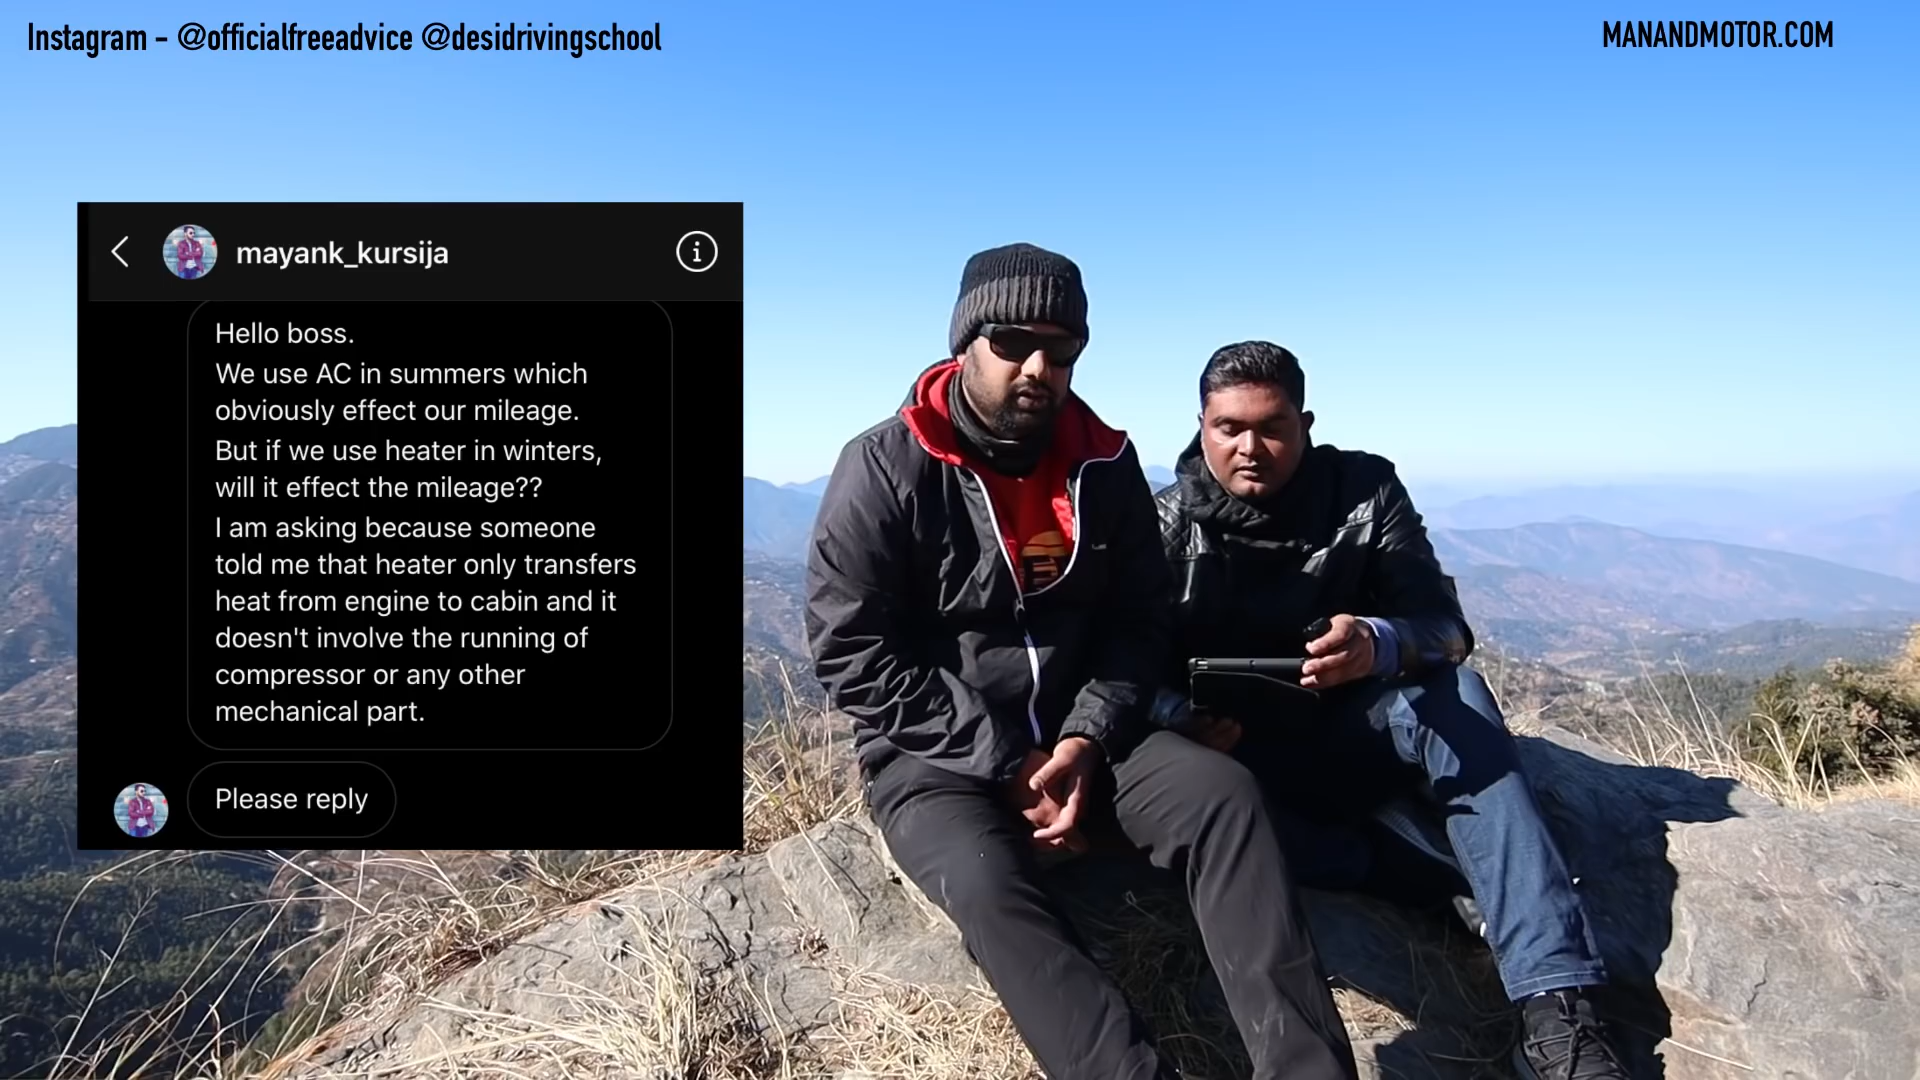 Instagram - @officialfreeadvice @desidrivingschool
MANANDMOTOR.COM
mayank_kursija
Hello boss.
We use AC in summers which
obviously effect our mileage.
But if we use heater in winters,
will it effect the mileage??
I am asking because someone
told me that heater only transfers
heat from engine to cabin and it
doesn't involve the running of
compressor or any other
mechanical part.
Please reply